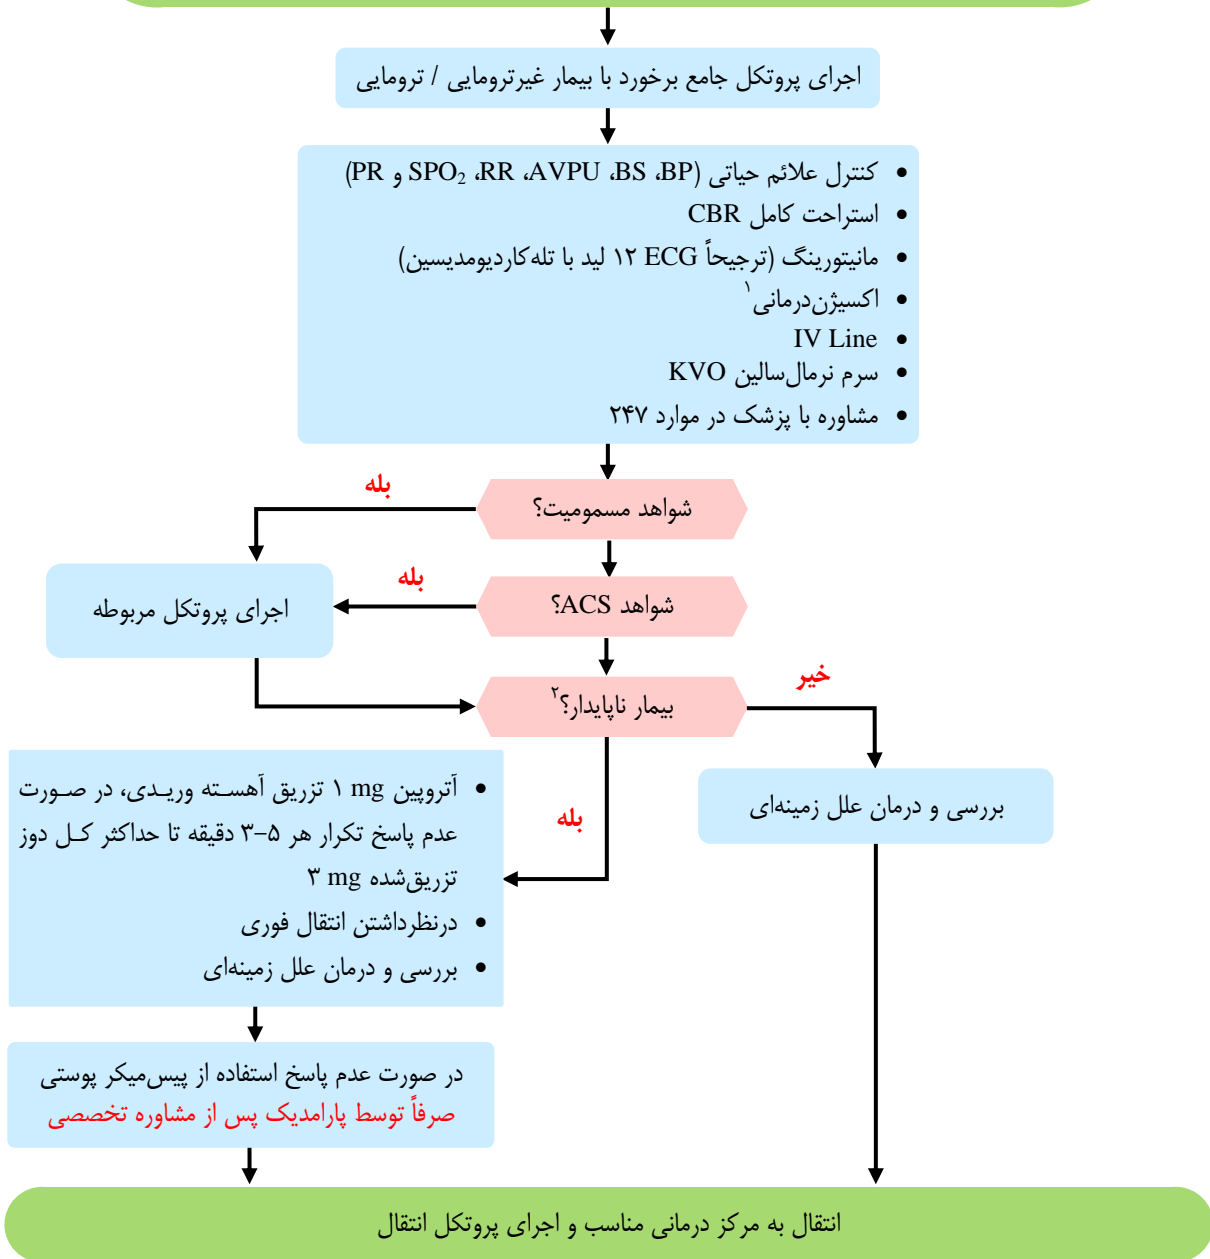 اجرای پروتکل جامع برخورد با بیمار غیرترومایی / ترومایی
• کنترل علائم حیاتی (BP، BS، AVPU، RR، SPO₂ و PR)
• استراحت کامل CBR
• مانیتورینگ (ترجیحاً ECG ۱۲ لید با تله‌کاردیومدیسین)
• اکسیژن‌درمانی۱
• IV Line
• سرم نرمال‌سالین KVO
• مشاوره با پزشک در موارد ۲۴۷
شواهد مسمومیت؟
بله
شواهد ACS؟
بله
اجرای پروتکل مربوطه
بیمار ناپایدار؟۲
خیر
بررسی و درمان علل زمینه‌ای
بله
• آتروپین ۱ mg تزریق آهسته وریدی، در صورت
عدم پاسخ تکرار هر ۵-۳ دقیقه تا حداکثر کل دوز
تزریق‌شده ۳ mg
• درنظرداشتن انتقال فوری
• بررسی و درمان علل زمینه‌ای
در صورت عدم پاسخ استفاده از پیس‌میکر پوستی
صرفاً توسط پارامدیک پس از مشاوره تخصصی
انتقال به مرکز درمانی مناسب و اجرای پروتکل انتقال